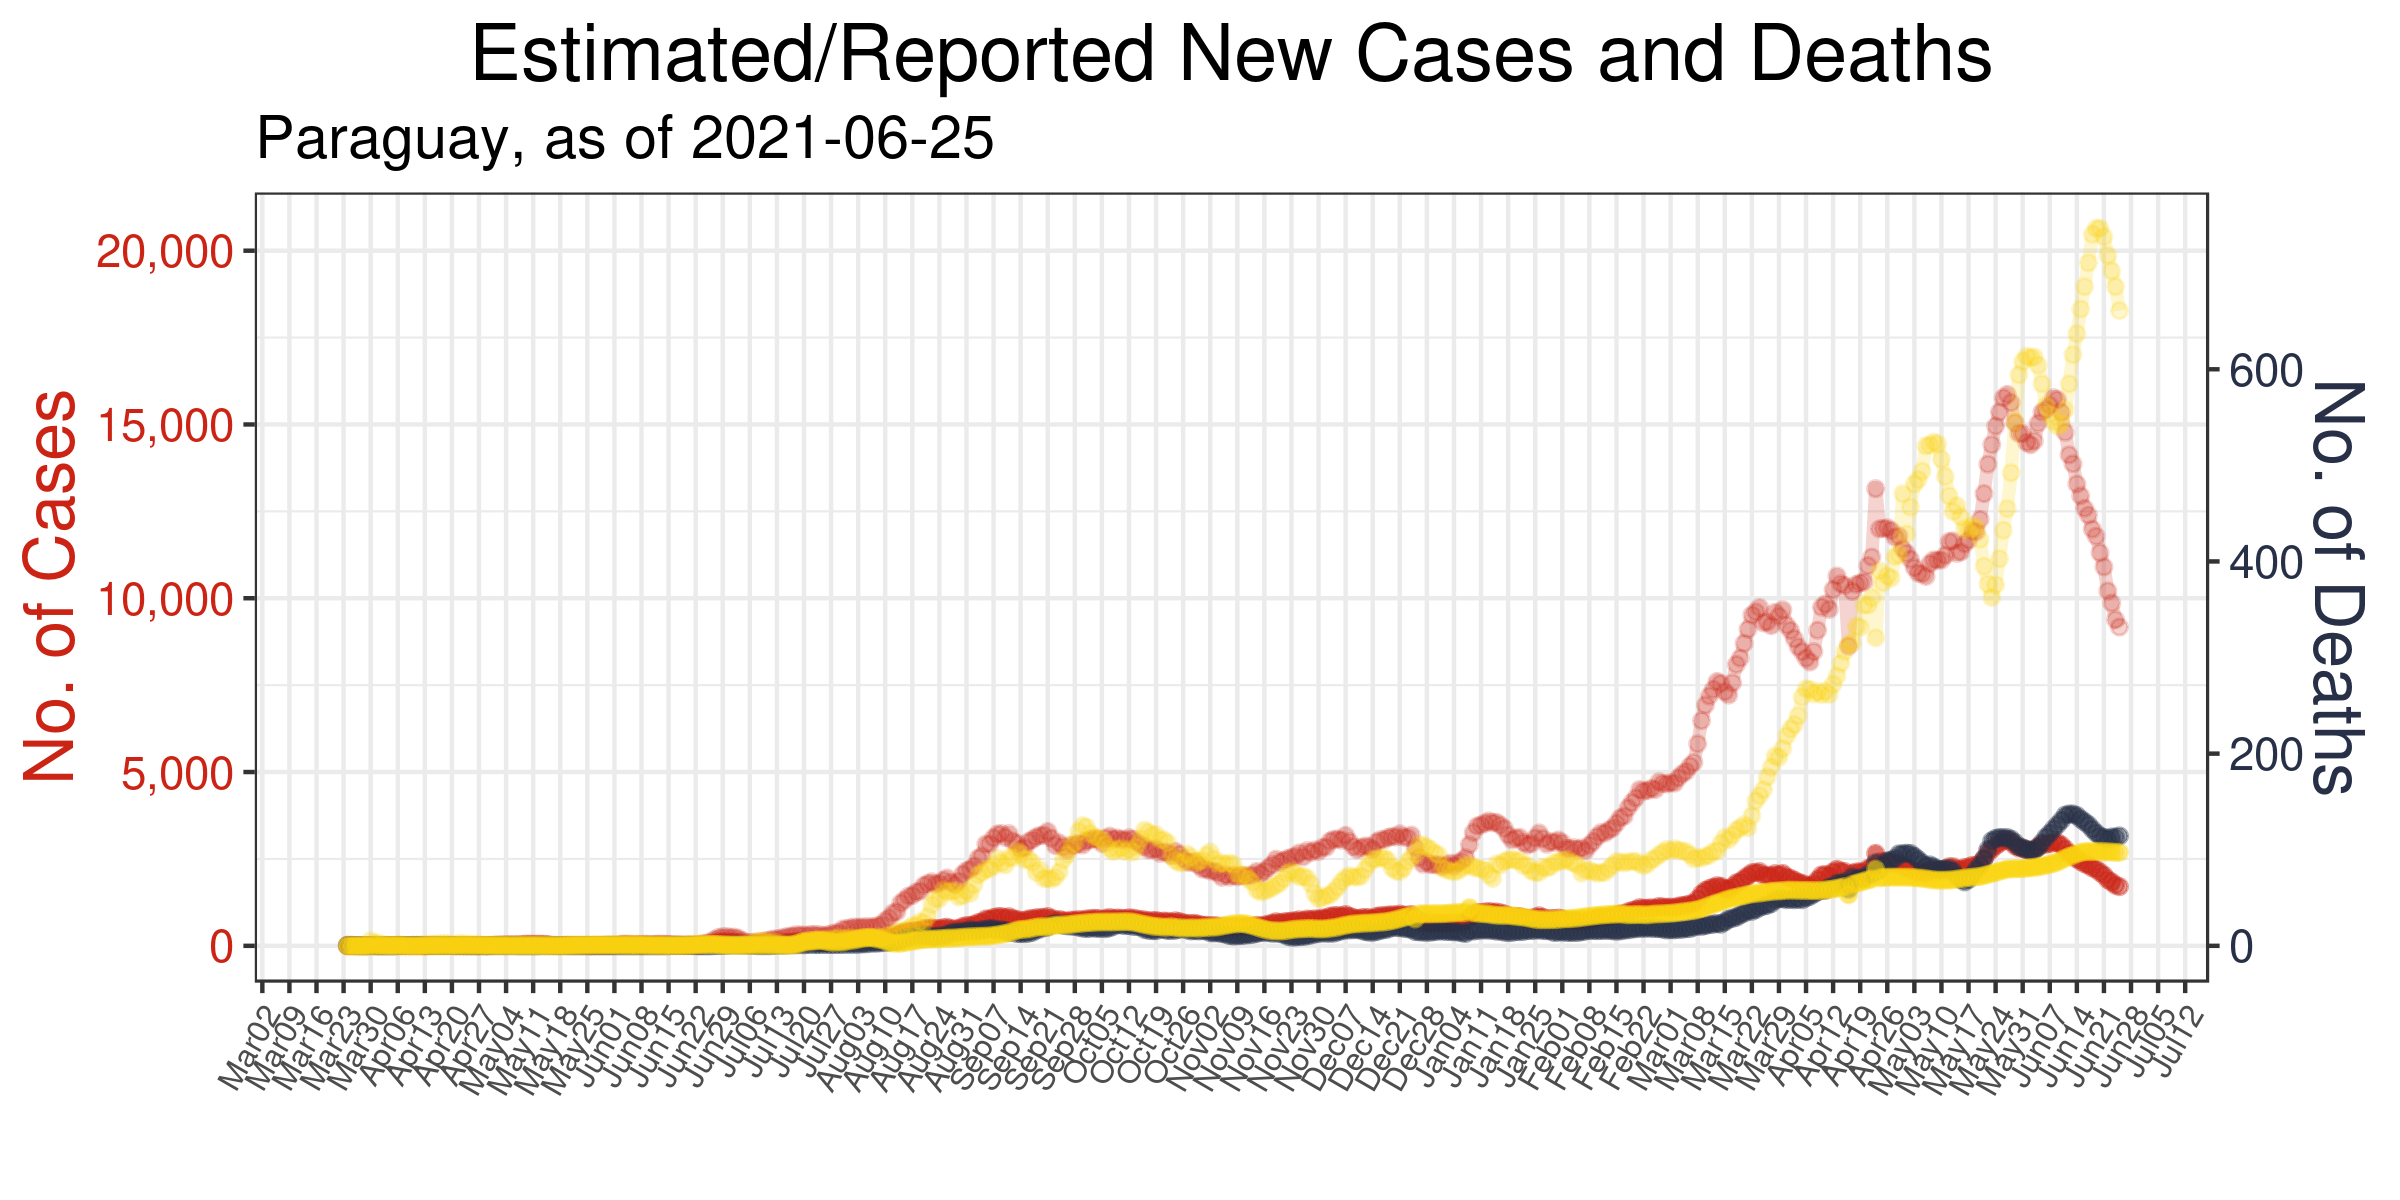 Estimated/Reported New Cases and Deaths
Paraguay, as of 2021-06-25
No. of Cases
20,000
15,000
10,000
5,000
0
600
400
200
0
No. of Deaths
Mar02
Mar09
Mar16
Mar23
Mar30
Apr06
Apr13
Apr20
Apr27
May04
May11
May18
May25
Jun01
Jun08
Jun15
Jun22
Jun29
Jul06
Jul13
Jul20
Jul27
Aug03
Aug10
Aug17
Aug24
Aug31
Sep07
Sep14
Sep21
Sep28
Oct05
Oct12
Oct19
Oct26
Nov02
Nov09
Nov16
Nov23
Nov30
Dec07
Dec14
Dec21
Dec28
Jan04
Jan11
Jan18
Jan25
Feb01
Feb08
Feb15
Feb22
Mar01
Mar08
Mar15
Mar22
Mar29
Apr05
Apr12
Apr19
Apr26
May03
May10
May17
May24
May31
Jun07
Jun14
Jun21
Jun28
Jul05
Jul12